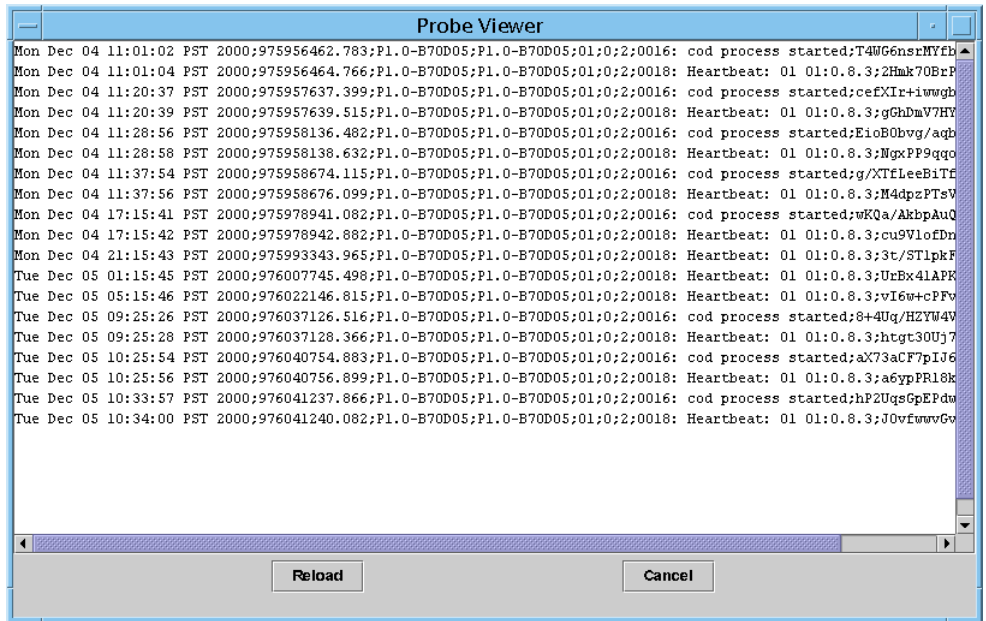 Probe Viewer
Mon Dec 04 11:01:02 PST 2000;975956462.783;P1.0-B70D05;P1.0-B70D05;01;0;2;0016: cod process started;T4WG6nsrMYfb
Mon Dec 04 11:01:04 PST 2000;975956464.766;P1.0-B70D05;P1.0-B70D05;01;0;2;0018: Heartbeat: 01 01:0.8.3;2Hmk70BrP
Mon Dec 04 11:20:37 PST 2000;975957637.399;P1.0-B70D05;P1.0-B70D05;01;0;2;0016: cod process started;cefXIr+iwwgb
Mon Dec 04 11:20:39 PST 2000;975957639.515;P1.0-B70D05;P1.0-B70D05;01;0;2;0018: Heartbeat: 01 01:0.8.3;gGhDmV7HY
Mon Dec 04 11:28:56 PST 2000;975958136.482;P1.0-B70D05;P1.0-B70D05;01;0;2;0016: cod process started;EioB0bvg/aqb
Mon Dec 04 11:28:58 PST 2000;975958138.632;P1.0-B70D05;P1.0-B70D05;01;0;2;0018: Heartbeat: 01 01:0.8.3;NgxPP9qqo
Mon Dec 04 11:37:54 PST 2000;975958674.115;P1.0-B70D05;P1.0-B70D05;01;0;2;0016: cod process started;g/XTfLeeBiTf
Mon Dec 04 11:37:56 PST 2000;975958676.099;P1.0-B70D05;P1.0-B70D05;01;0;2;0018: Heartbeat: 01 01:0.8.3;M4dpzPTsV
Mon Dec 04 17:15:41 PST 2000;975978941.082;P1.0-B70D05;P1.0-B70D05;01;0;2;0016: cod process started;wKQa/AkbpAuQ
Mon Dec 04 17:15:42 PST 2000;975978942.882;P1.0-B70D05;P1.0-B70D05;01;0;2;0018: Heartbeat: 01 01:0.8.3;cu9VlofDn
Mon Dec 04 21:15:43 PST 2000;975993343.965;P1.0-B70D05;P1.0-B70D05;01;0;2;0018: Heartbeat: 01 01:0.8.3;3t/STlpkF
Tue Dec 05 01:15:45 PST 2000;976007745.498;P1.0-B70D05;P1.0-B70D05;01;0;2;0018: Heartbeat: 01 01:0.8.3;UrBx41APK
Tue Dec 05 05:15:46 PST 2000;976022146.815;P1.0-B70D05;P1.0-B70D05;01;0;2;0018: Heartbeat: 01 01:0.8.3;vI6w+cPFv
Tue Dec 05 09:25:26 PST 2000;976037126.516;P1.0-B70D05;P1.0-B70D05;01;0;2;0016: cod process started;8+4Uq/HZYW4V
Tue Dec 05 09:25:28 PST 2000;976037128.366;P1.0-B70D05;P1.0-B70D05;01;0;2;0018: Heartbeat: 01 01:0.8.3;htgt30Uj7
Tue Dec 05 10:25:54 PST 2000;976040754.883;P1.0-B70D05;P1.0-B70D05;01;0;2;0016: cod process started;aX73aCF7pIJ6
Tue Dec 05 10:25:56 PST 2000;976040756.899;P1.0-B70D05;P1.0-B70D05;01;0;2;0018: Heartbeat: 01 01:0.8.3;a6ypPR18k
Tue Dec 05 10:33:57 PST 2000;976041237.866;P1.0-B70D05;P1.0-B70D05;01;0;2;0016: cod process started;hP2UqsGpEPdw
Tue Dec 05 10:34:00 PST 2000;976041240.082;P1.0-B70D05;P1.0-B70D05;01;0;2;0018: Heartbeat: 01 01:0.8.3;J0vfwwvGv
Reload
Cancel